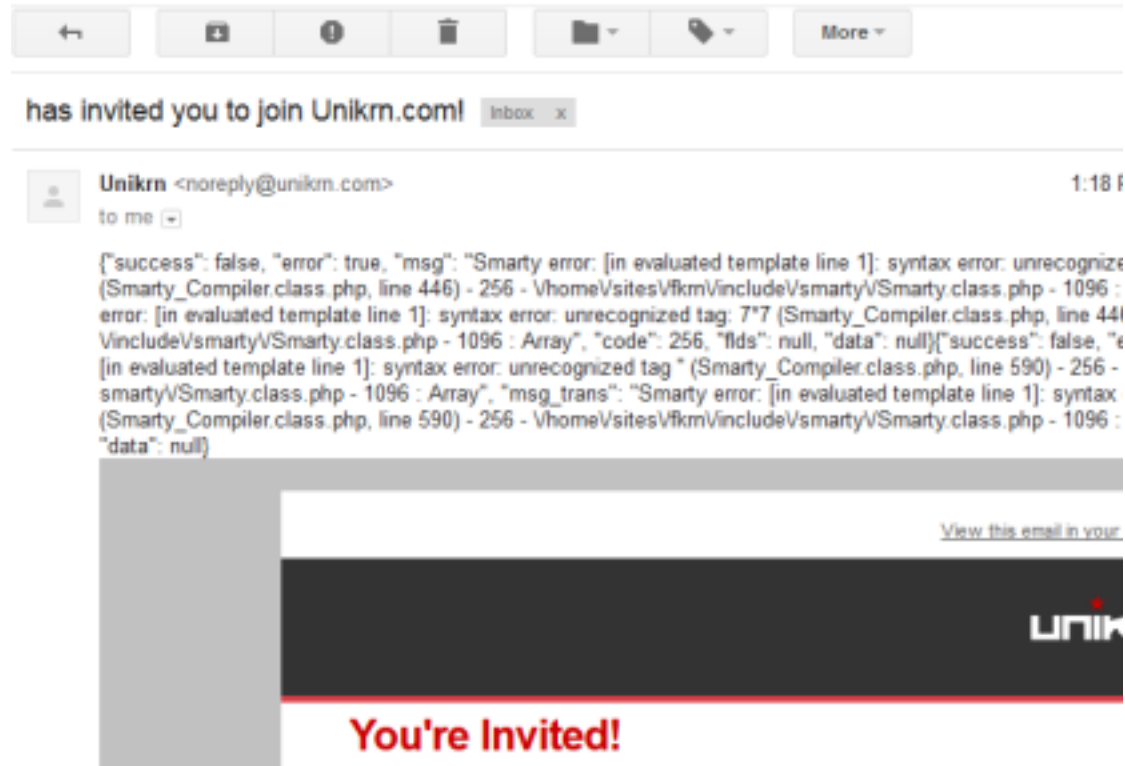 More
has invited you to join Unikrn.com! Inbox x
Unikrn <noreply@unikrn.com> 1:18 P
to me
{"success": false, "error": true, "msg": "Smarty error: [in evaluated template line 1]: syntax error: unrecognize
(Smarty_Compiler.class.php, line 446) - 256 - \/home\/sites\/fkrn\/include\/smarty\/Smarty.class.php - 1096 :
error: [in evaluated template line 1]: syntax error: unrecognized tag: 7*7 (Smarty_Compiler.class.php, line 446
\/include\/smarty\/Smarty.class.php - 1096 : Array", "code": 256, "flds": null, "data": null}{"success": false, "e
[in evaluated template line 1]: syntax error: unrecognized tag '' (Smarty_Compiler.class.php, line 590) - 256 -
smarty\/Smarty.class.php - 1096 : Array", "msg_trans": "Smarty error: [in evaluated template line 1]: syntax
(Smarty_Compiler.class.php, line 590) - 256 - \/home\/sites\/fkrn\/include\/smarty\/Smarty.class.php - 1096 :
"data": null}
View this email in your
unik
You're Invited!